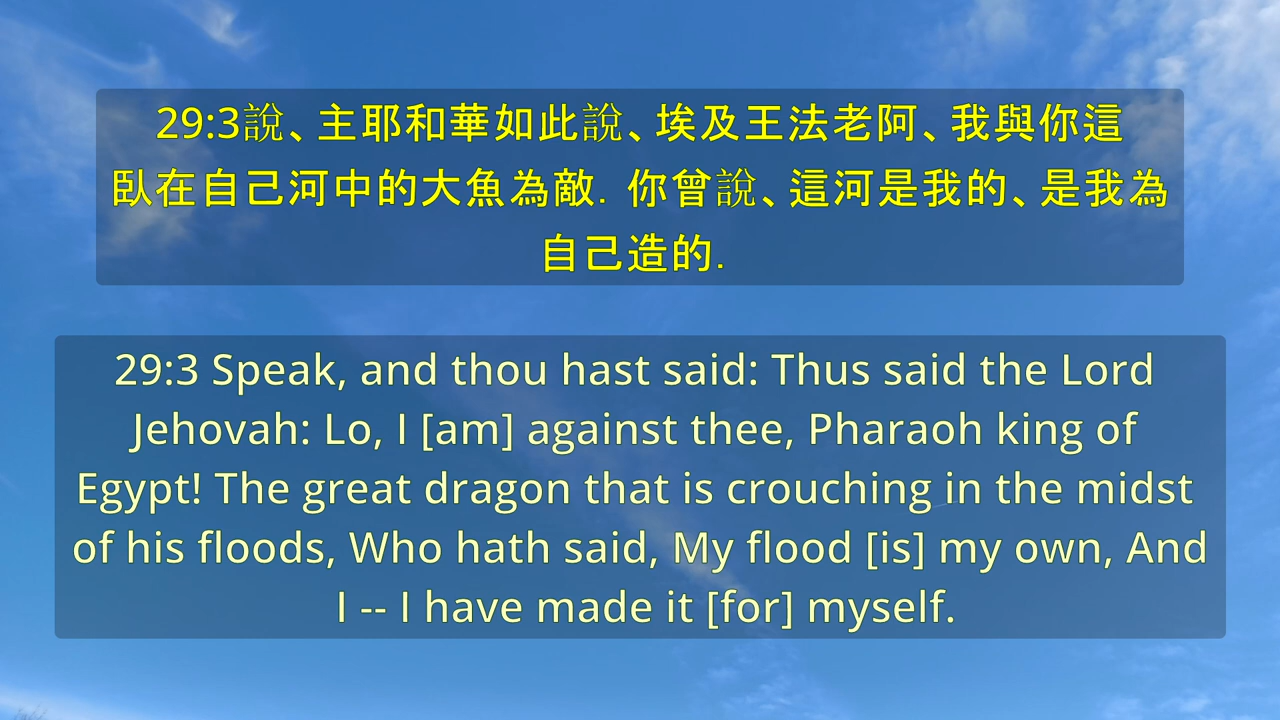 29:3說、主耶和華如此說、埃及王法老阿、我與你這
臥在自己河中的大魚為敵. 你曾說、這河是我的、是我為
自己造的.
29:3 Speak, and thou hast said: Thus said the Lord
Jehovah: Lo, I [am] against thee, Pharaoh king of
Egypt! The great dragon that is crouching in the midst
of his floods, Who hath said, My flood [is] my own, And
I -- I have made it [for] myself.